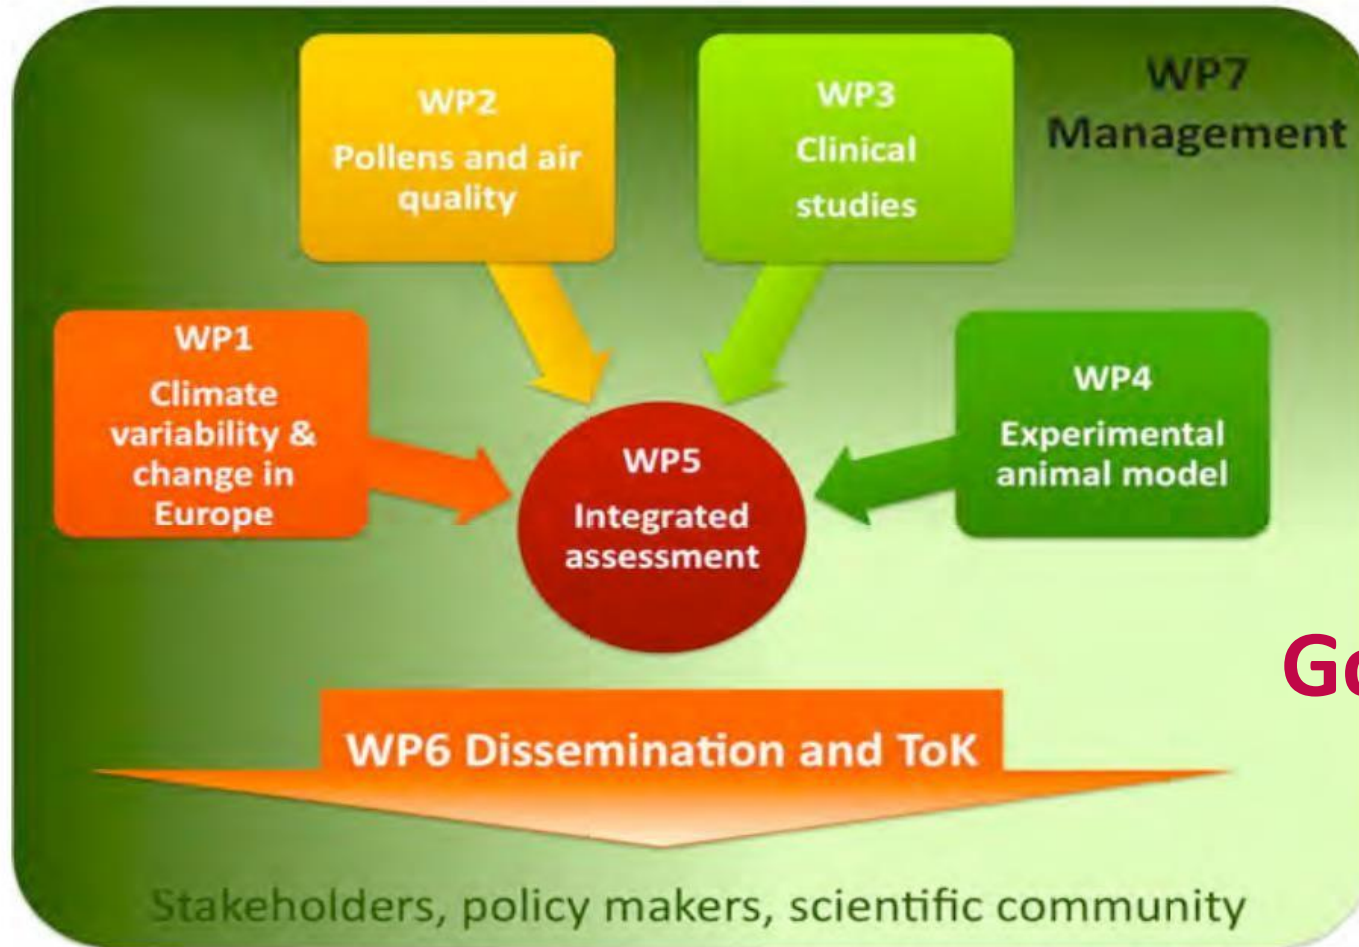 WP2
Pollens and air
quality
WP3
Clinical
studies
WP7
Management
WP1
Climate
variability &
change in
Europe
WP5
Integrated
assessment
WP4
Experimental
animal model
WP6 Dissemination and ToK
Stakeholders, policy makers, scientific community